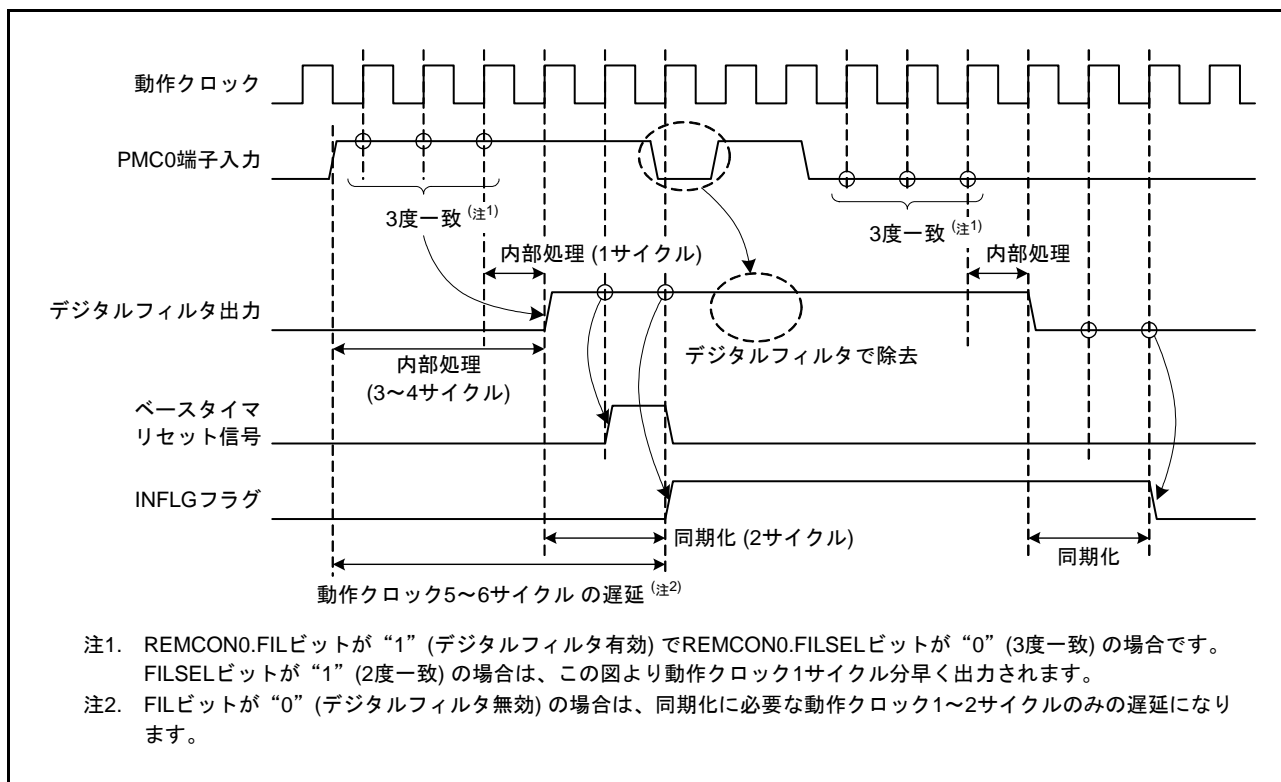 動作クロック
PMC0端子入力
3度一致 (注1)
3度一致 (注1)
内部処理 (1サイクル)
内部処理
デジタルフィルタ出力
デジタルフィルタで除去
内部処理
(3～4サイクル)
ベースタイマ
リセット信号
INFLGフラグ
同期化 (2サイクル)
同期化
動作クロック5～6サイクル の遅延 (注2)
注1. REMCON0.FILビットが“1” (デジタルフィルタ有効) でREMCON0.FILSELビットが“0” (3度一致) の場合です。
FILSELビットが“1” (2度一致) の場合は、この図より動作クロック1サイクル分早く出力されます。
注2. FILビットが“0” (デジタルフィルタ無効) の場合は、同期化に必要な動作クロック1～2サイクルのみの遅延になり
ます。